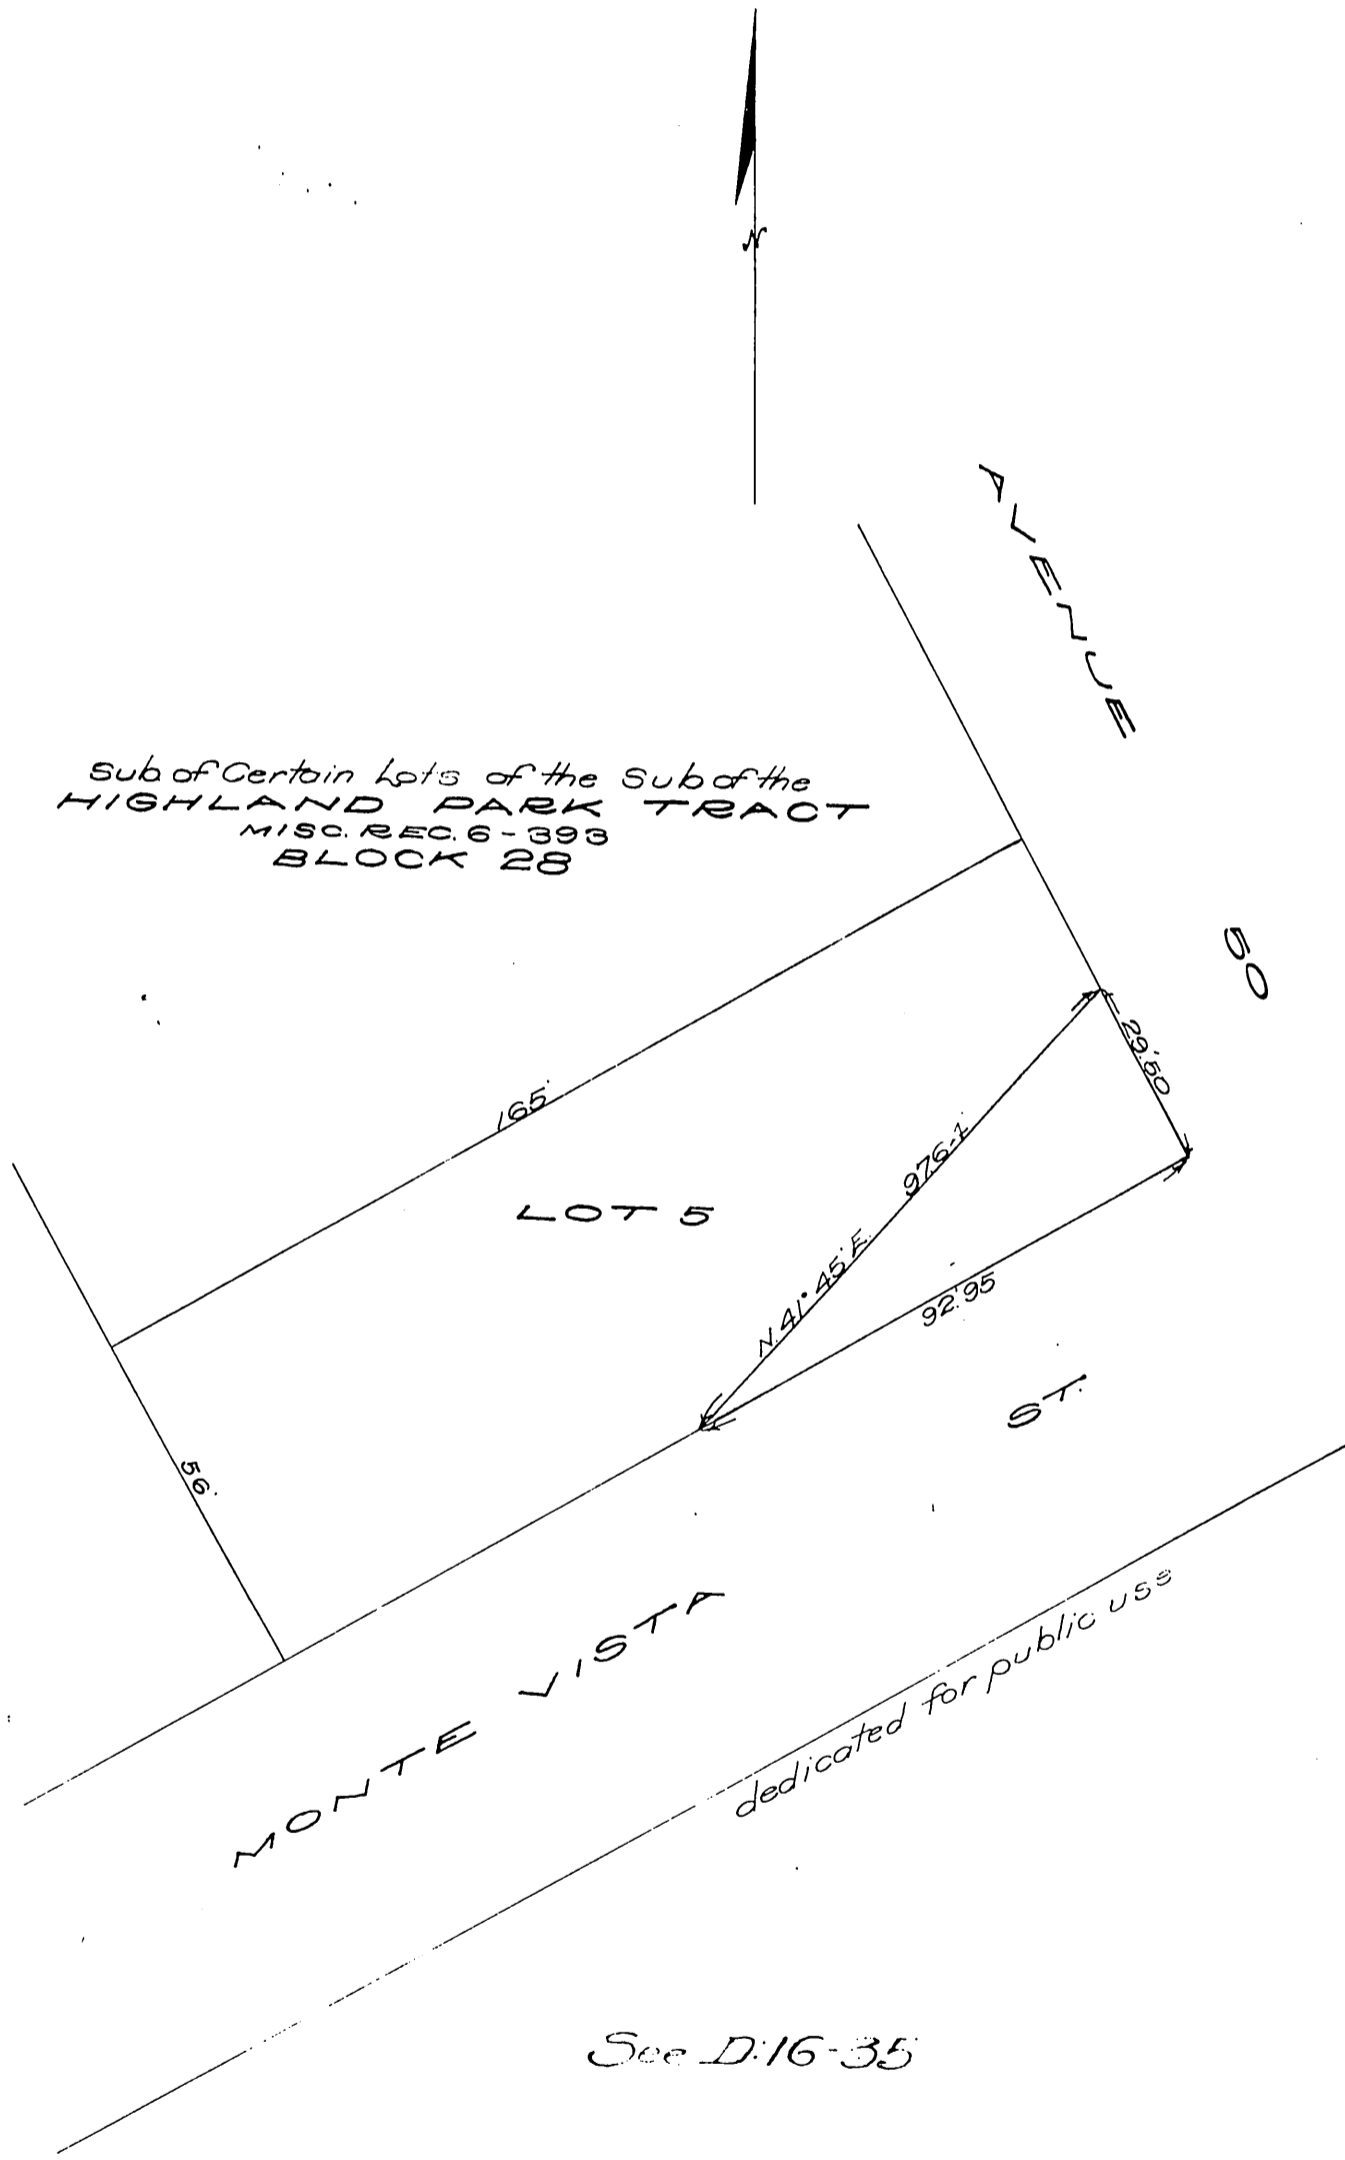 N
AVENUE 50
Sub. of Certain Lots of the Sub of the
HIGHLAND PARK TRACT
MISC. REC. 6-393
BLOCK 28
165'
29.'50
LOT 5
N. 41° 45' E. 97.6-1'
92.'95
56'
MONTE VISTA ST.
dedicated for public use
See D:16-35